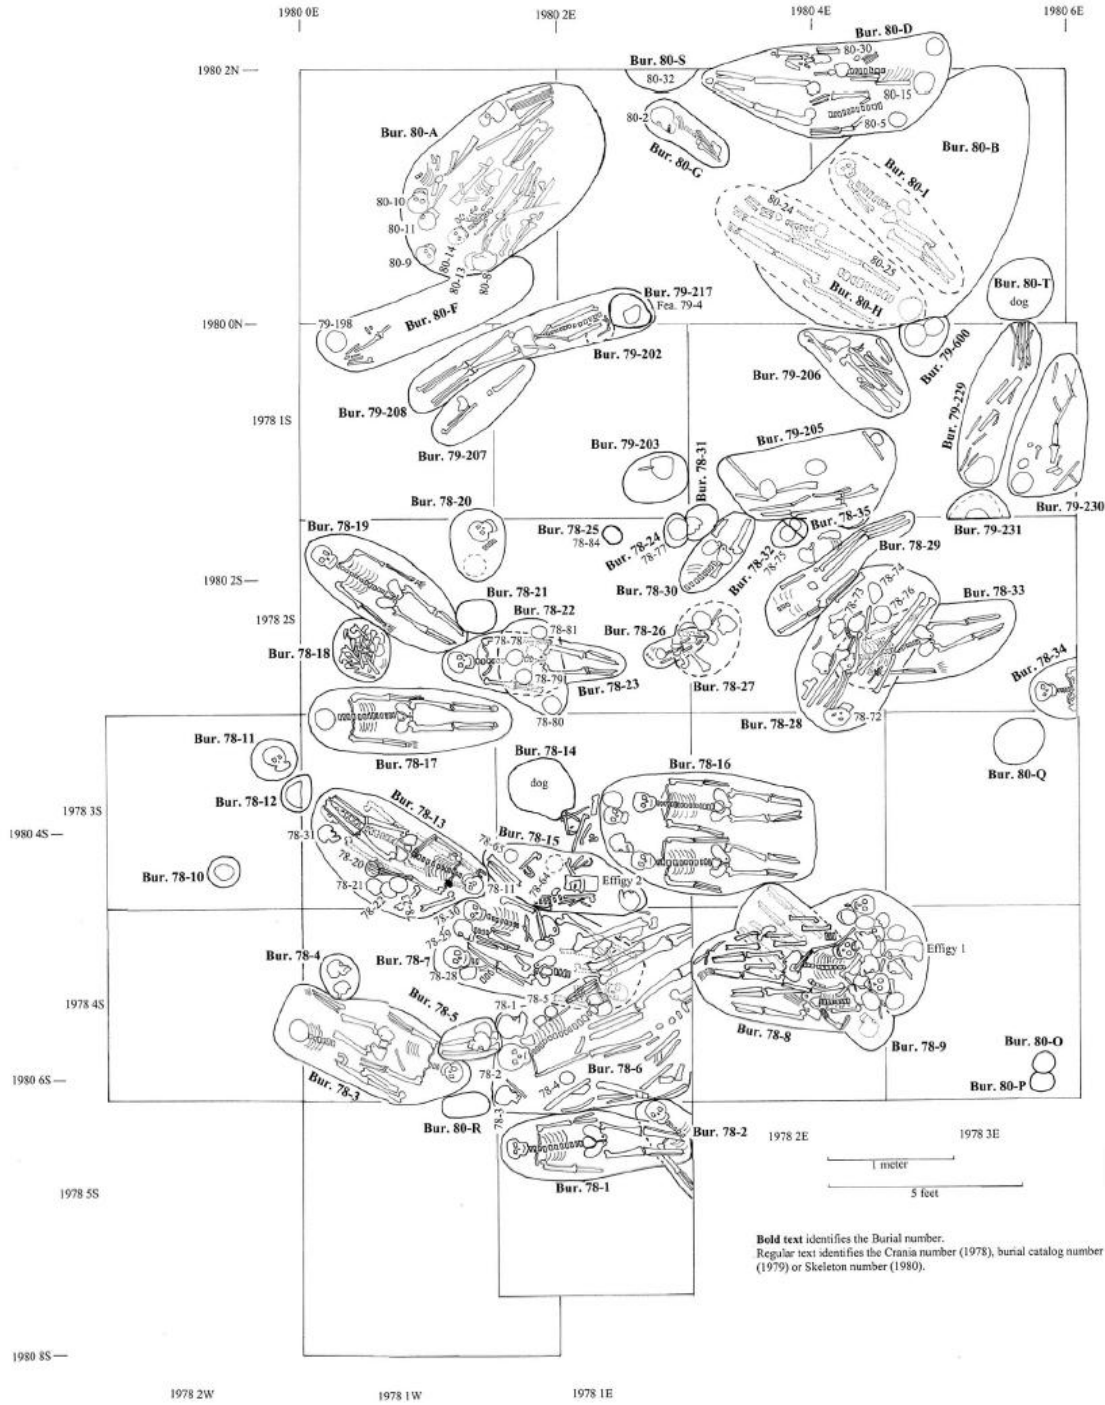 1980 0E
1980 2E
1980 4E
1980 6E
1980 2N
Bur. 80-S
80-32
Bur. 80-D
80-30
80-15
80-5
Bur. 80-A
80-2
Bur. 80-G
Bur. 80-B
Bur. 80-I
80-10
80-11
80-9
80-14
80-13
80-8
80-24
80-25
Bur. 80-H
Bur. 80-T
dog
Bur. 80-F
79-198
1980 0N
Bur. 79-217
Fea. 79-4
Bur. 79-202
Bur. 79-600
Bur. 79-206
Bur. 79-229
Bur. 79-208
1978 1S
Bur. 79-207
Bur. 79-203
Bur. 78-31
Bur. 79-205
Bur. 79-230
Bur. 79-231
Bur. 78-20
Bur. 78-19
Bur. 78-25
78-84
Bur. 78-24
78-77
Bur. 78-35
Bur. 78-32
78-75
Bur. 78-29
Bur. 78-30
1980 2S
78-74
78-73
78-76
Bur. 78-33
Bur. 78-21
Bur. 78-22
1978 2S
78-81
78-78
Bur. 78-26
Bur. 78-18
78-79
Bur. 78-23
Bur. 78-27
Bur. 78-34
78-80
Bur. 78-28
78-72
Bur. 78-11
Bur. 78-17
Bur. 78-14
dog
Bur. 78-16
Bur. 80-Q
Bur. 78-12
Bur. 78-13
1978 3S
1980 4S
78-31
Bur. 78-15
78-65
78-20
78-64
Effigy 2
Bur. 78-10
78-21
78-11
78-22
78-30
78-29
Effigy 1
Bur. 78-4
Bur. 78-7
78-28
1978 4S
Bur. 78-5
78-1
78-5
Bur. 78-8
Bur. 78-9
Bur. 80-O
78-2
Bur. 78-6
1980 6S
Bur. 78-3
78-4
Bur. 80-P
78-3
Bur. 80-R
Bur. 78-2
1978 2E
1978 3E
1 meter
Bur. 78-1
1978 5S
5 feet
Bold text identifies the Burial number.
Regular text identifies the Crania number (1978), burial catalog number
(1979) or Skeleton number (1980).
1980 8S
1978 2W
1978 1W
1978 1E